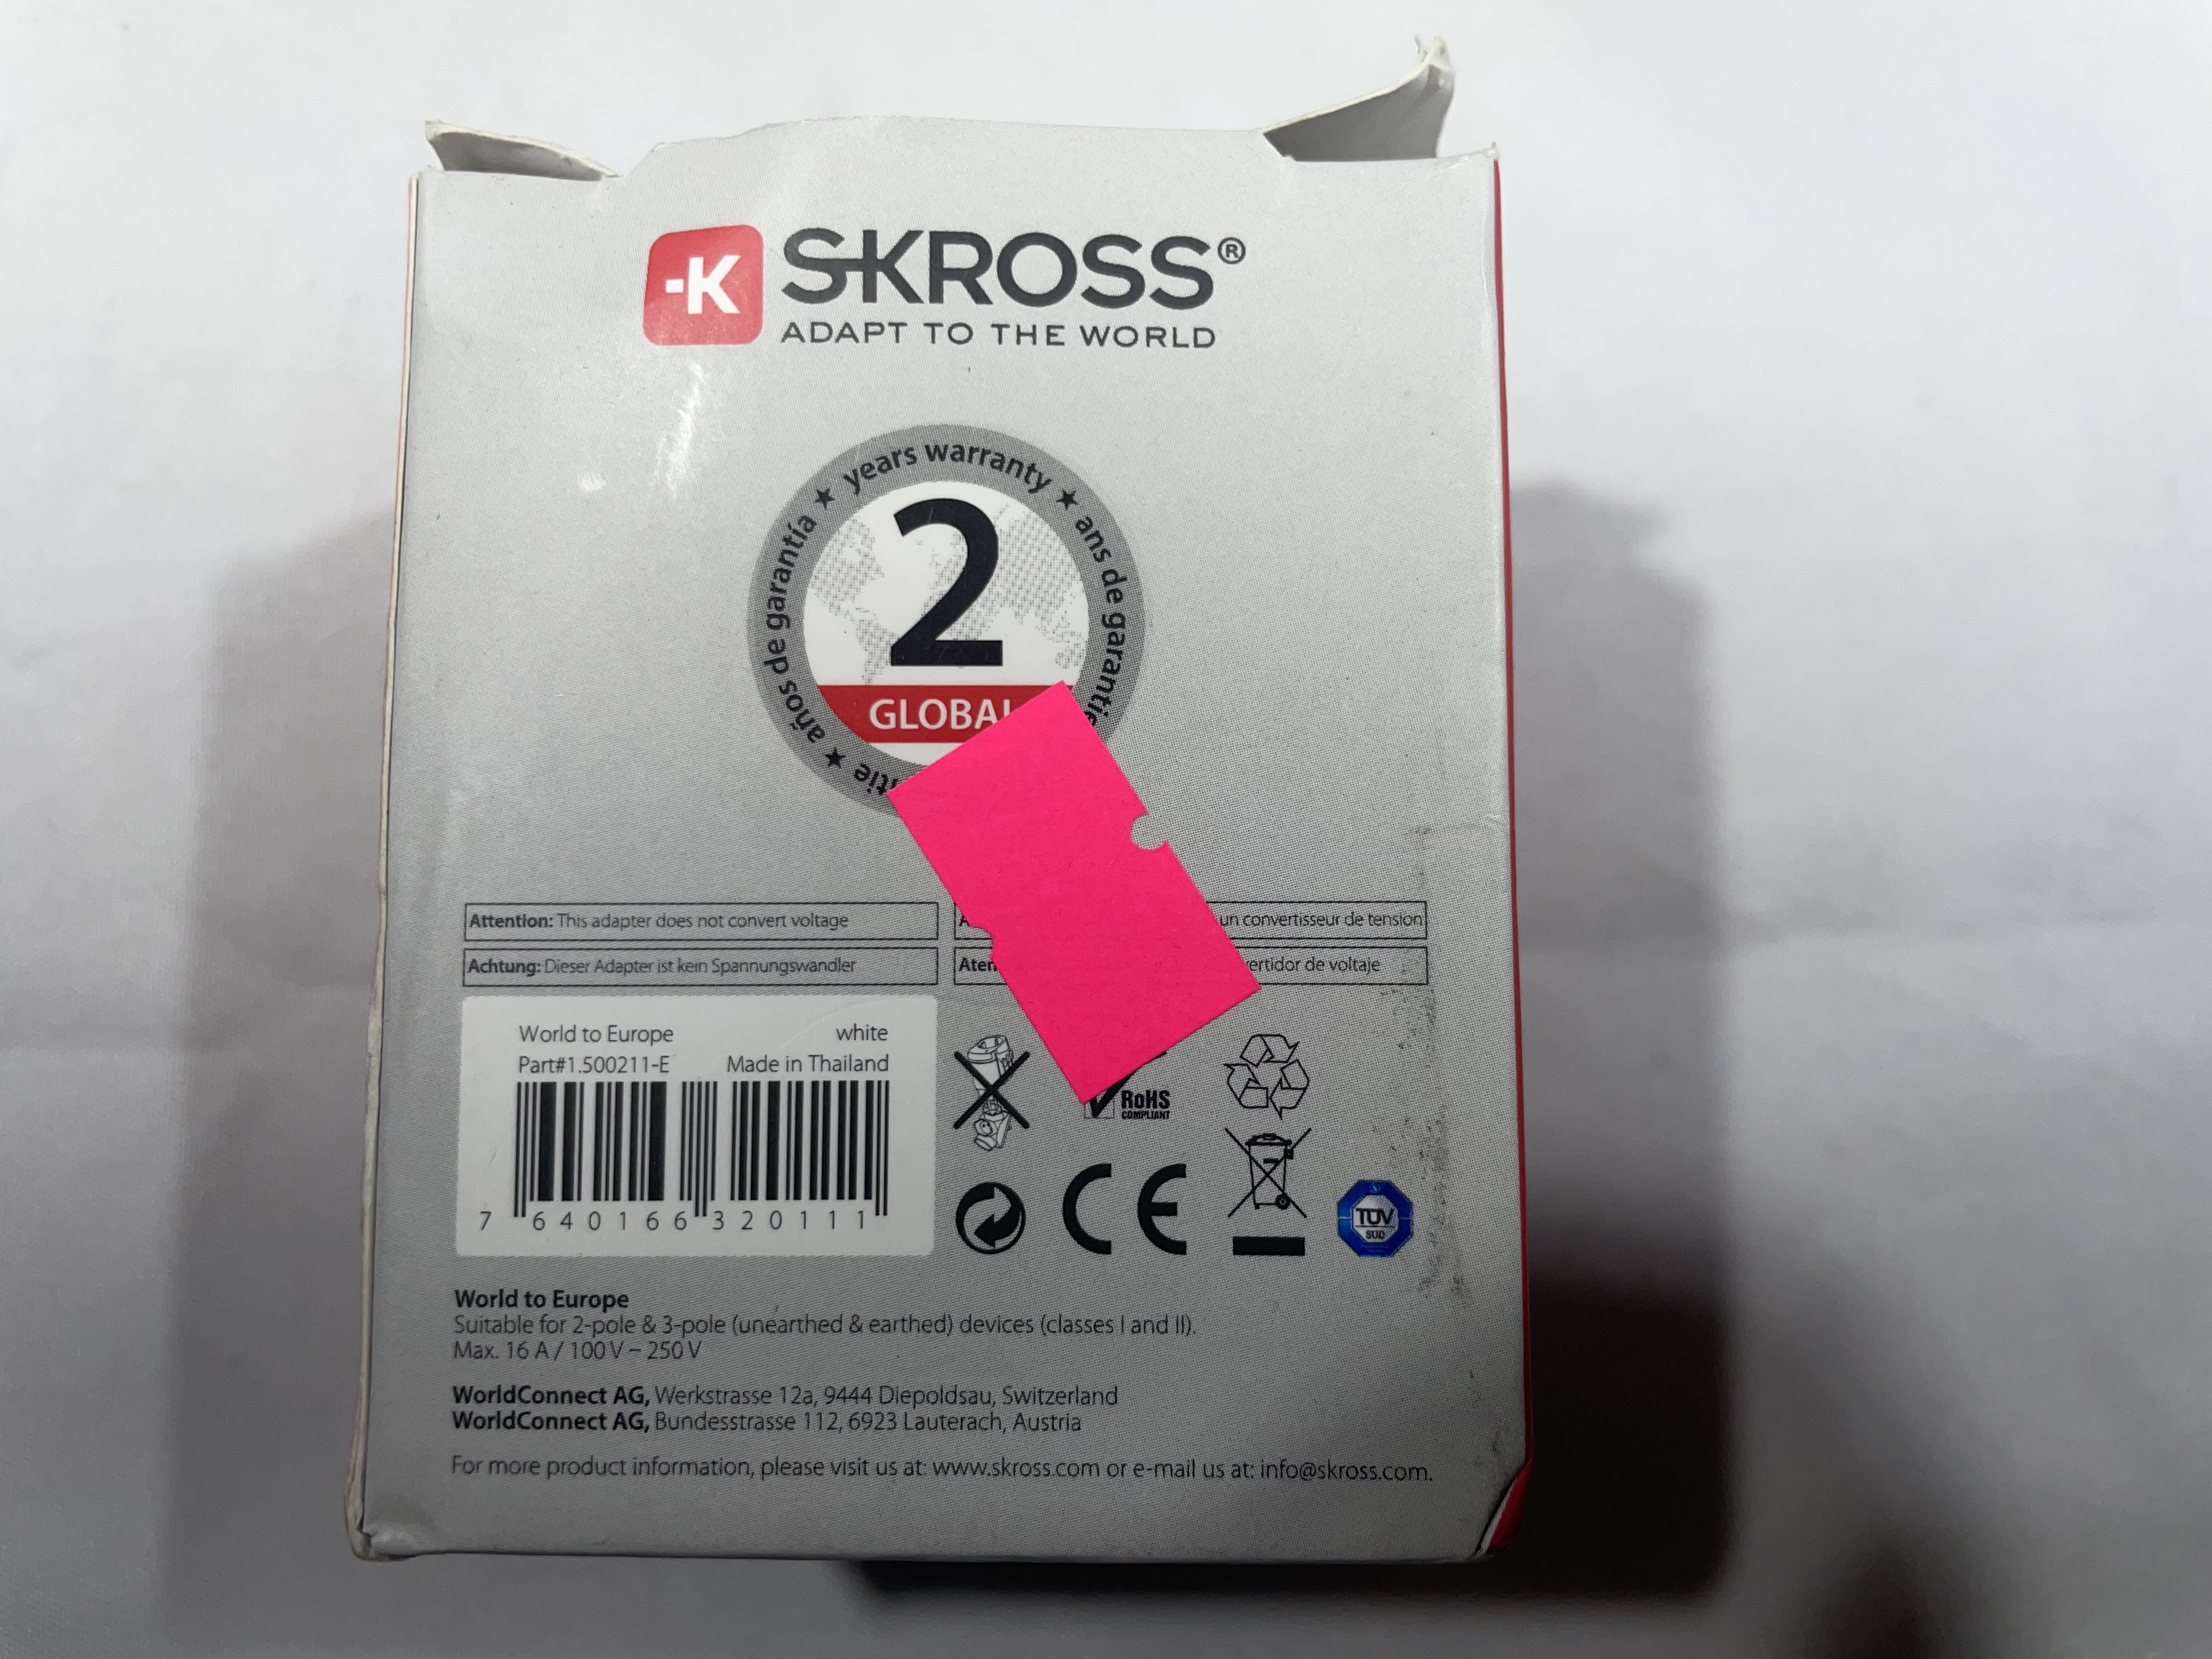 -K SKROSS®
ADAPT TO THE WORLD
★ years warranty ★ ans de garantie
años de garantía ★
2
Attention: This adapter does not convert voltage
un convertisseur de tension
Achtung: Dieser Adapter ist kein Spannungswandler
de voltaje
World to Europe white
Part#1.500211-E Made in Thailand
7 640166 320111
RoHS
COMPLIANT
CE
TÜV
SÜD
World to Europe
Suitable for 2-pole & 3-pole (unearthed & earthed) devices (classes I and II).
Max. 16 A / 100 V – 250 V
WorldConnect AG, Werkstrasse 12a, 9444 Diepoldsau, Switzerland
WorldConnect AG, Bundesstrasse 112, 6923 Lauterach, Austria
For more product information, please visit us at: www.skross.com or e-mail us at: info@skross.com.